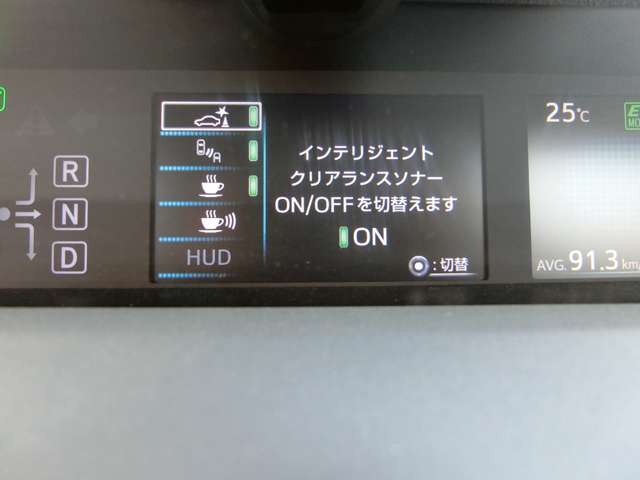 R
N
D
A
HUD
インテリジェント
クリアランスソナー
ON/OFFを切替えます
ON
:切替
25℃
AVG. 91.3 km/